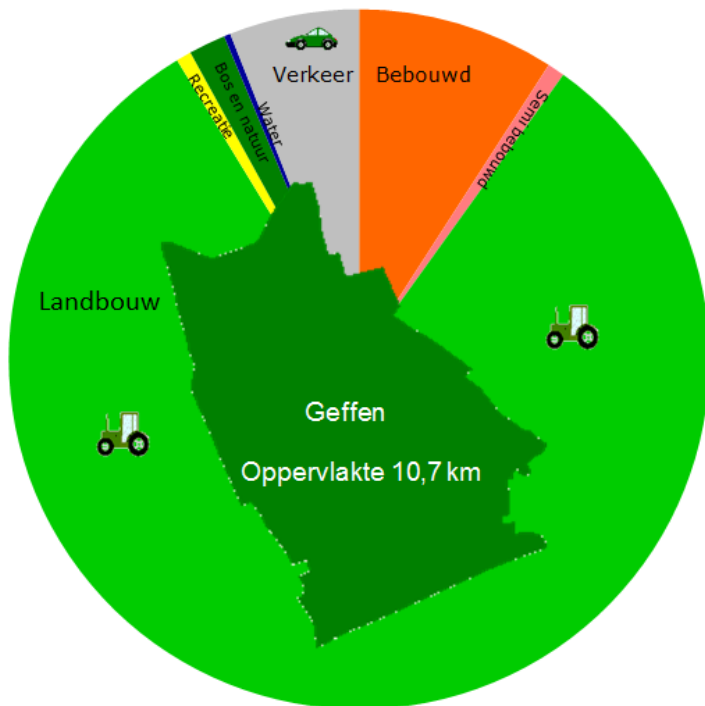 Verkeer
Bebouwd
Recreatie
Bos en natuur
Water
Semi bebouwd
Landbouw
Geffen
Oppervlakte 10,7 km